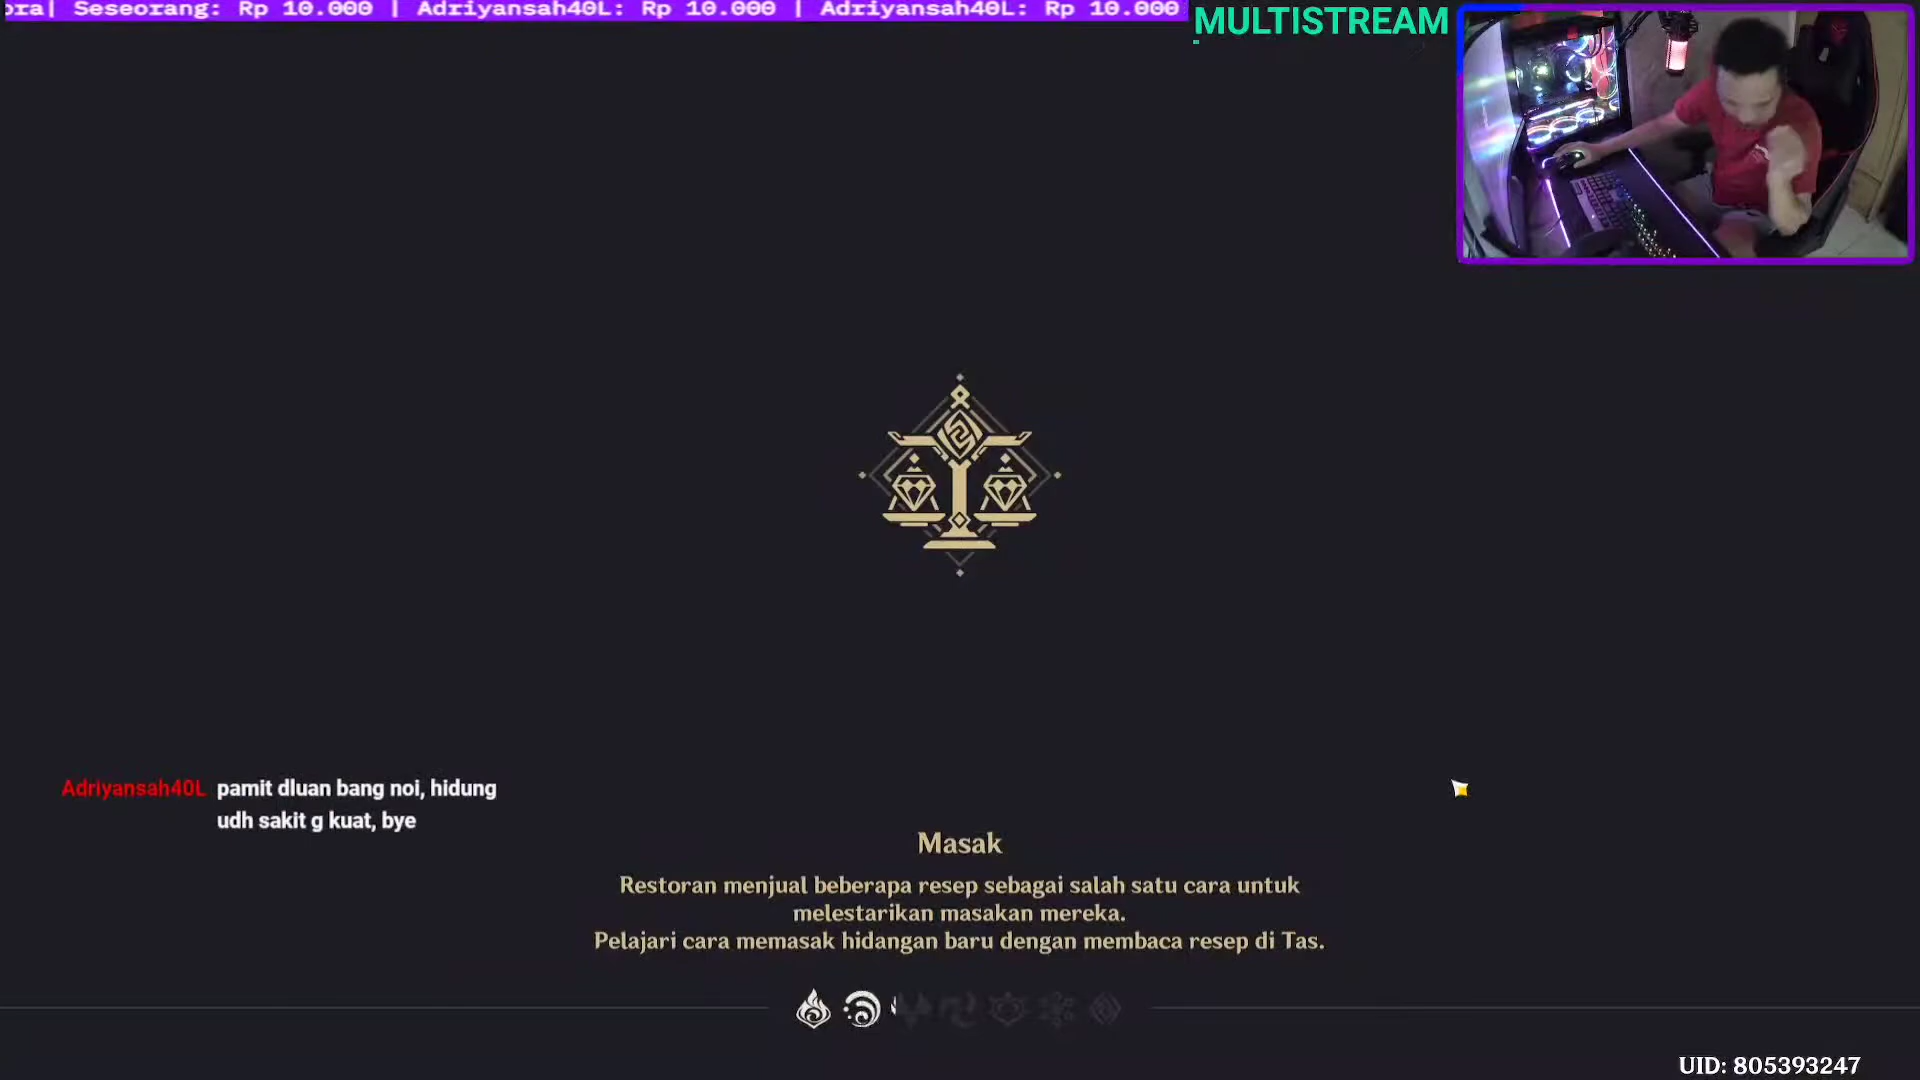 ora| Seseorang: Rp 10.000 | Adriyansah40L: Rp 10.000 | Adriyansah40L: Rp 10.000
MULTISTREAM
Adriyansah40L pamit dluan bang noi, hidung
udh sakit g kuat, bye
Masak
Restoran menjual beberapa resep sebagai salah satu cara untuk
melestarikan masakan mereka.
Pelajari cara memasak hidangan baru dengan membaca resep di Tas.
UID: 805393247